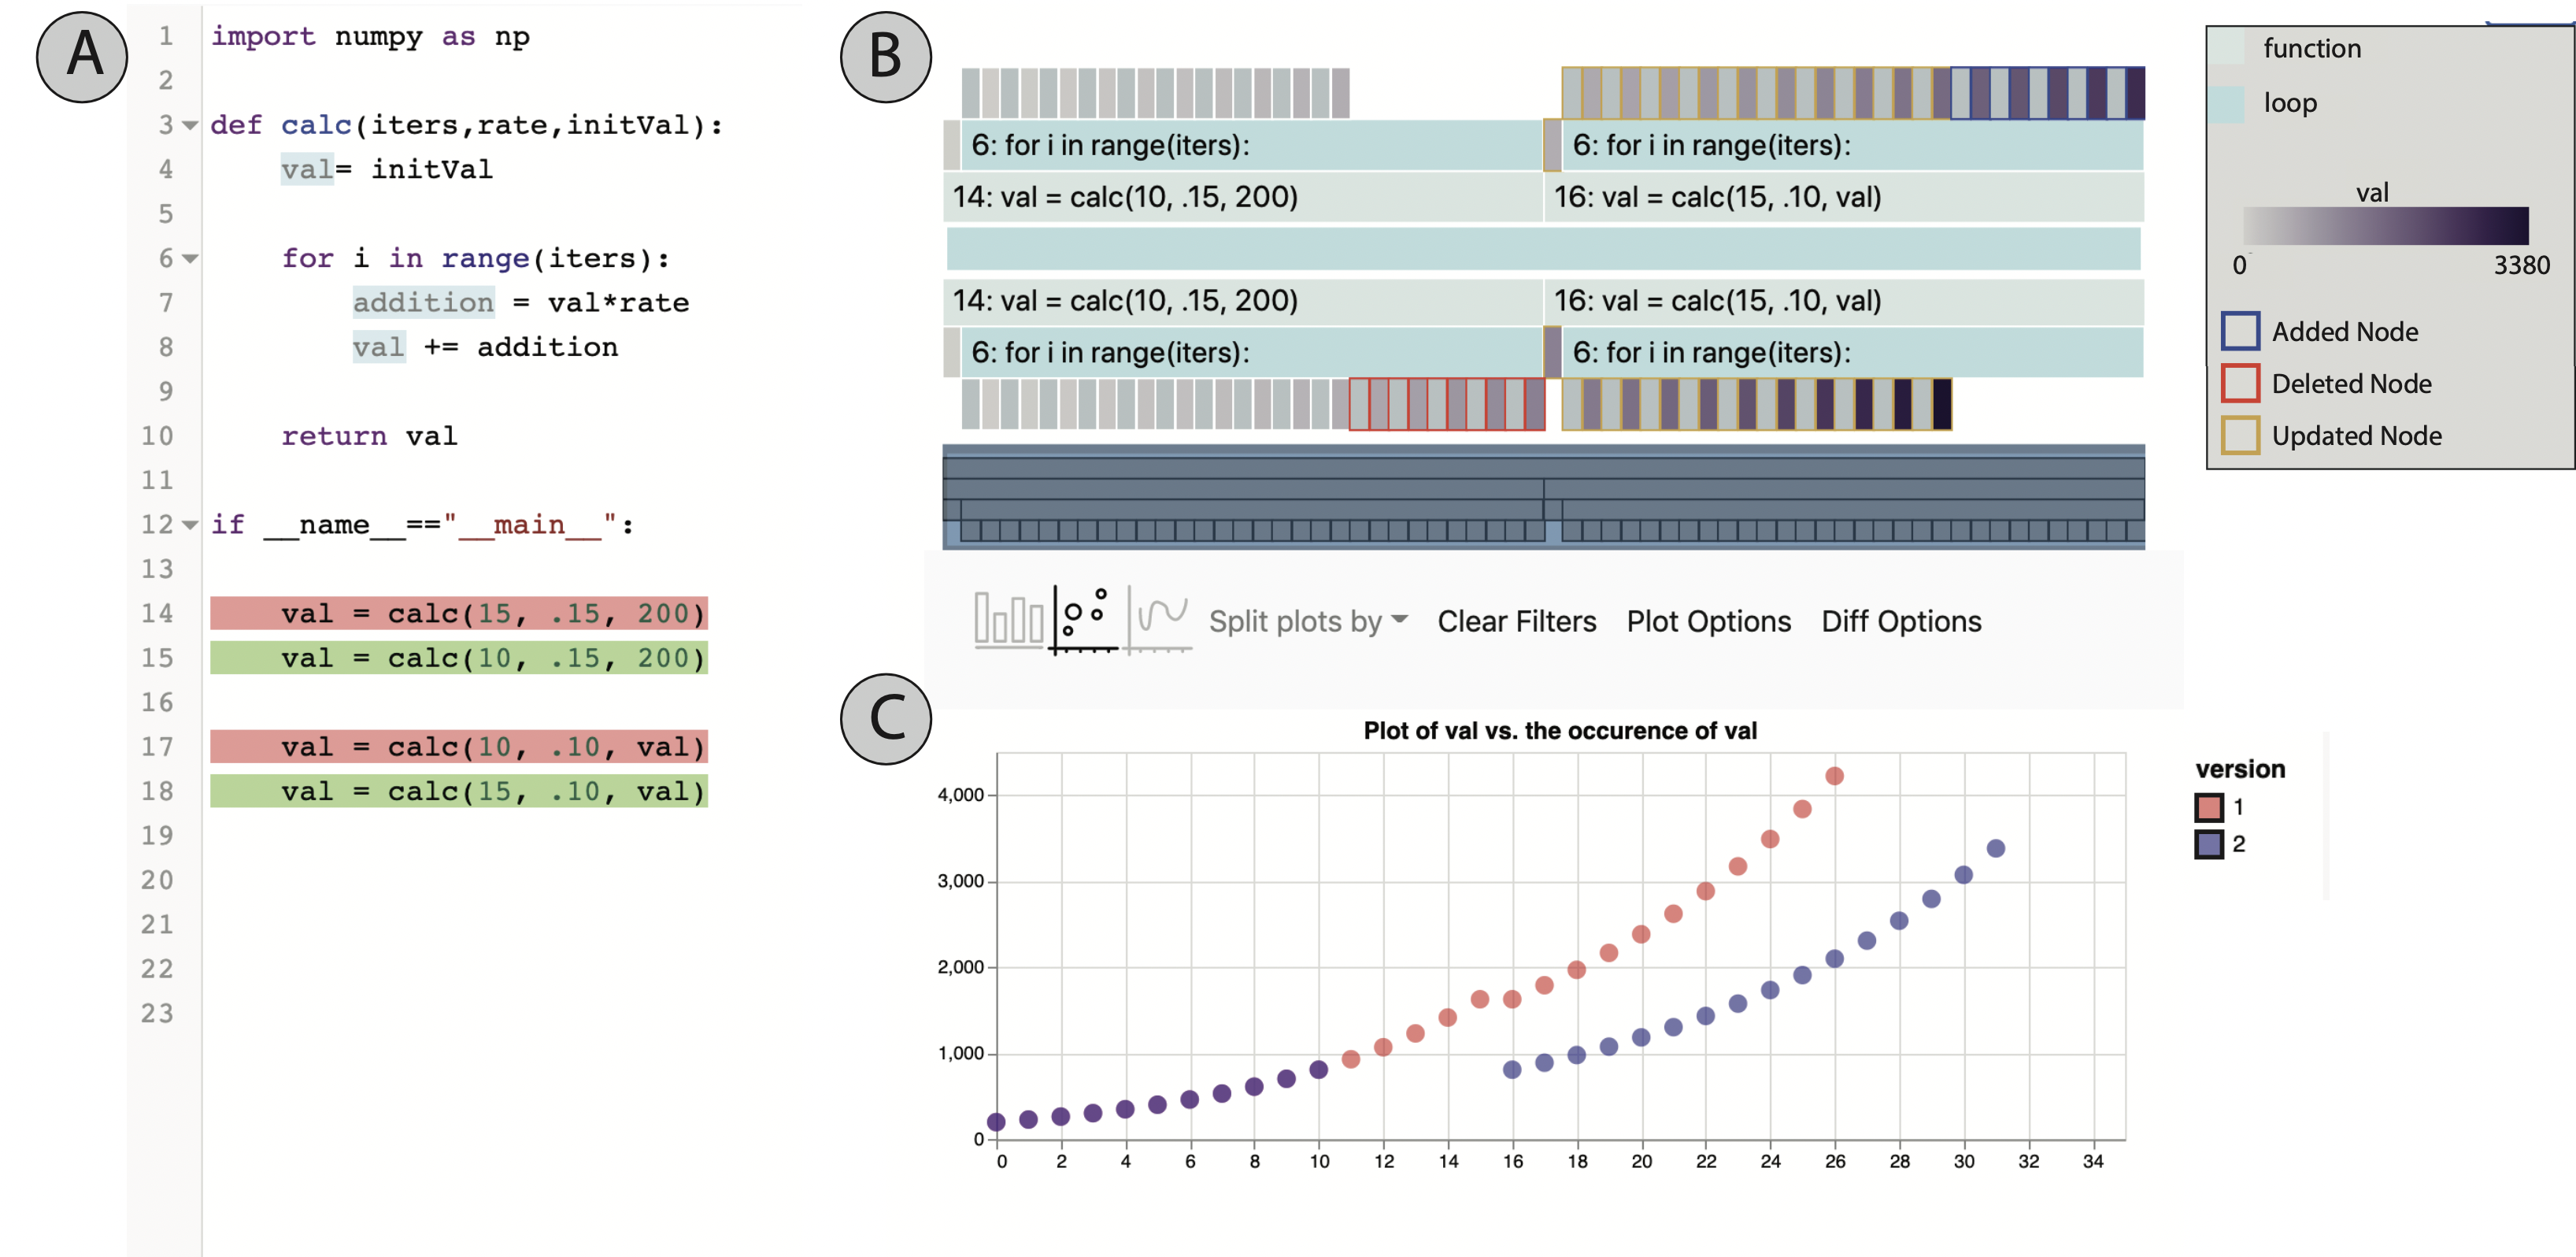 A
1 import numpy as np
2
3 def calc(iters,rate,initVal):
4 val= initVal
5
6 for i in range(iters):
7 addition = val*rate
8 val += addition
9
10 return val
11
12 if __name__=="__main__":
13
14 val = calc(15, .15, 200)
15 val = calc(10, .15, 200)
16
17 val = calc(10, .10, val)
18 val = calc(15, .10, val)
19
20
21
22
23
B
6: for i in range(iters): 6: for i in range(iters):
14: val = calc(10, .15, 200) 16: val = calc(15, .10, val)
14: val = calc(10, .15, 200) 16: val = calc(15, .10, val)
6: for i in range(iters): 6: for i in range(iters):
function
loop
val
0 3380
Added Node
Deleted Node
Updated Node
Split plots by Clear Filters Plot Options Diff Options
C
Plot of val vs. the occurence of val
4,000
3,000
2,000
1,000
0
0 2 4 6 8 10 12 14 16 18 20 22 24 26 28 30 32 34
version
1
2